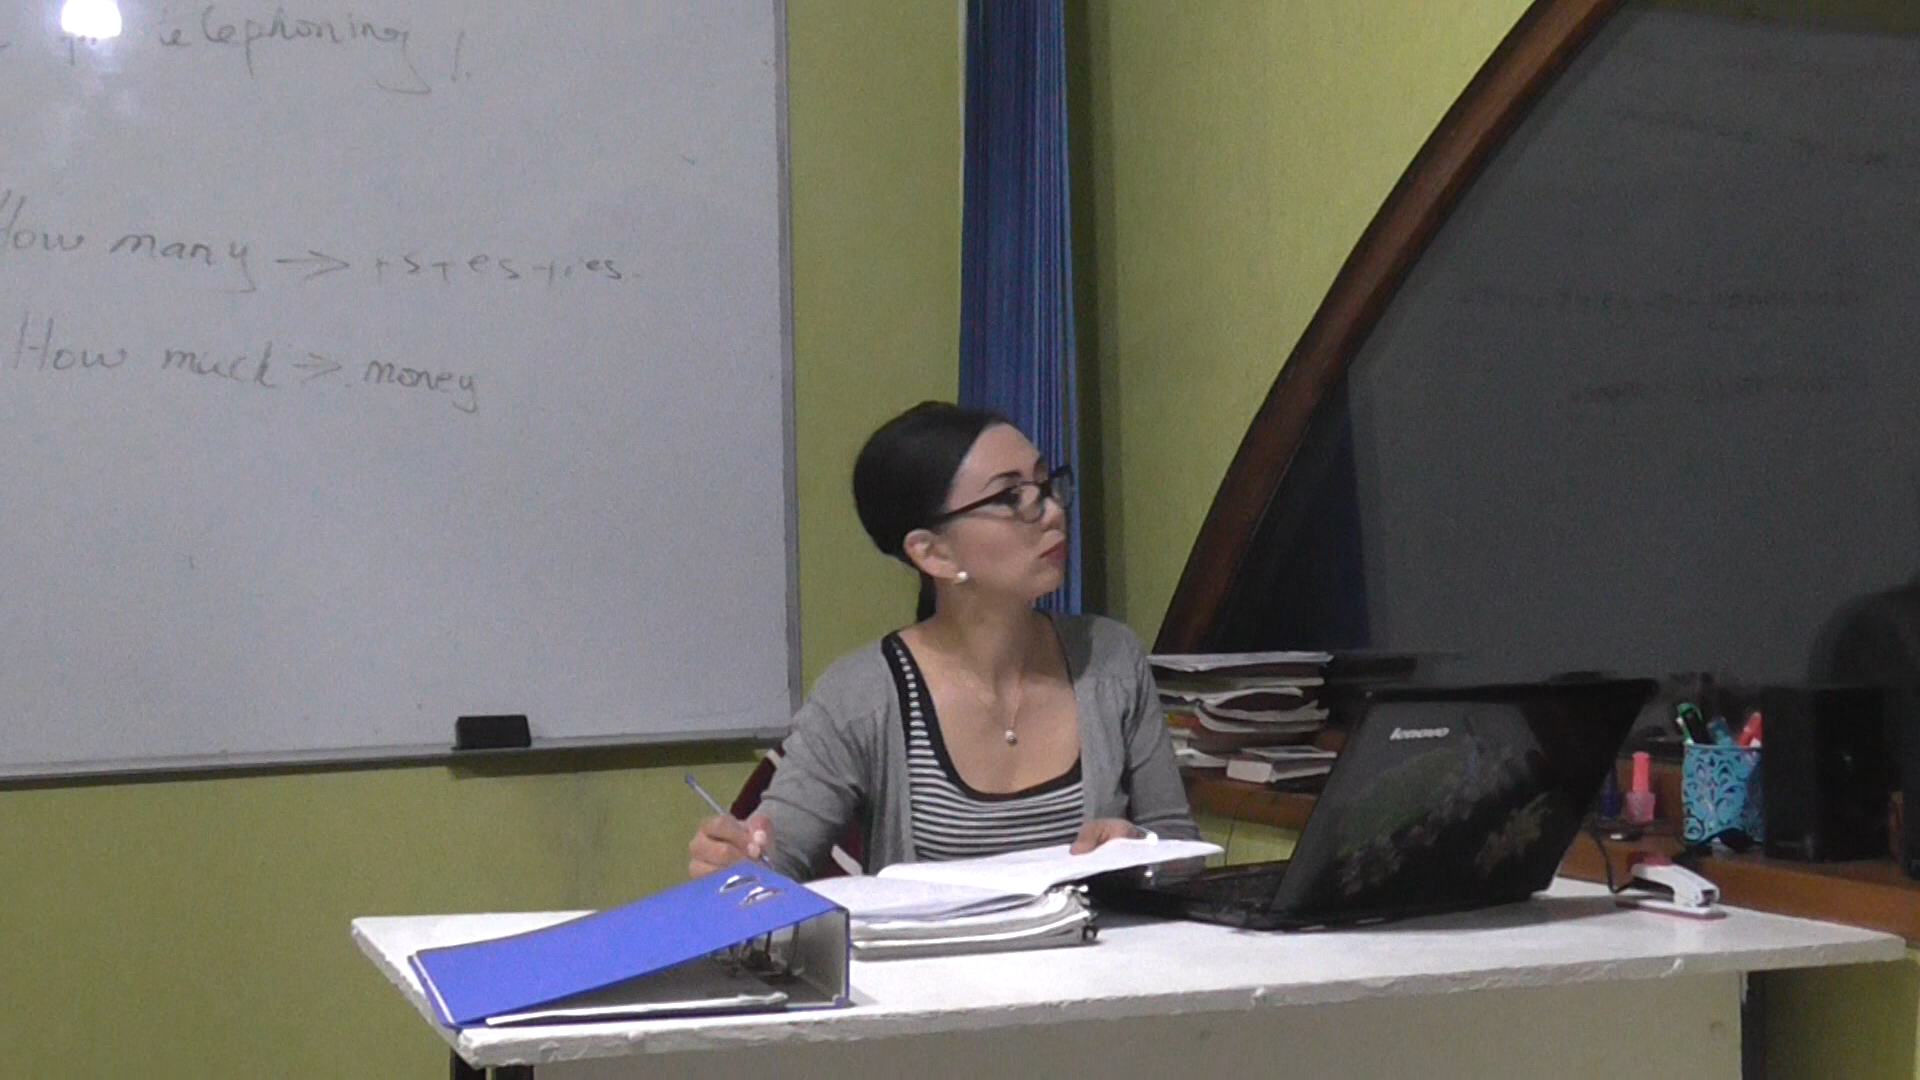 telephoning!
How many → +s+es+ies.
How much → money
lenovo